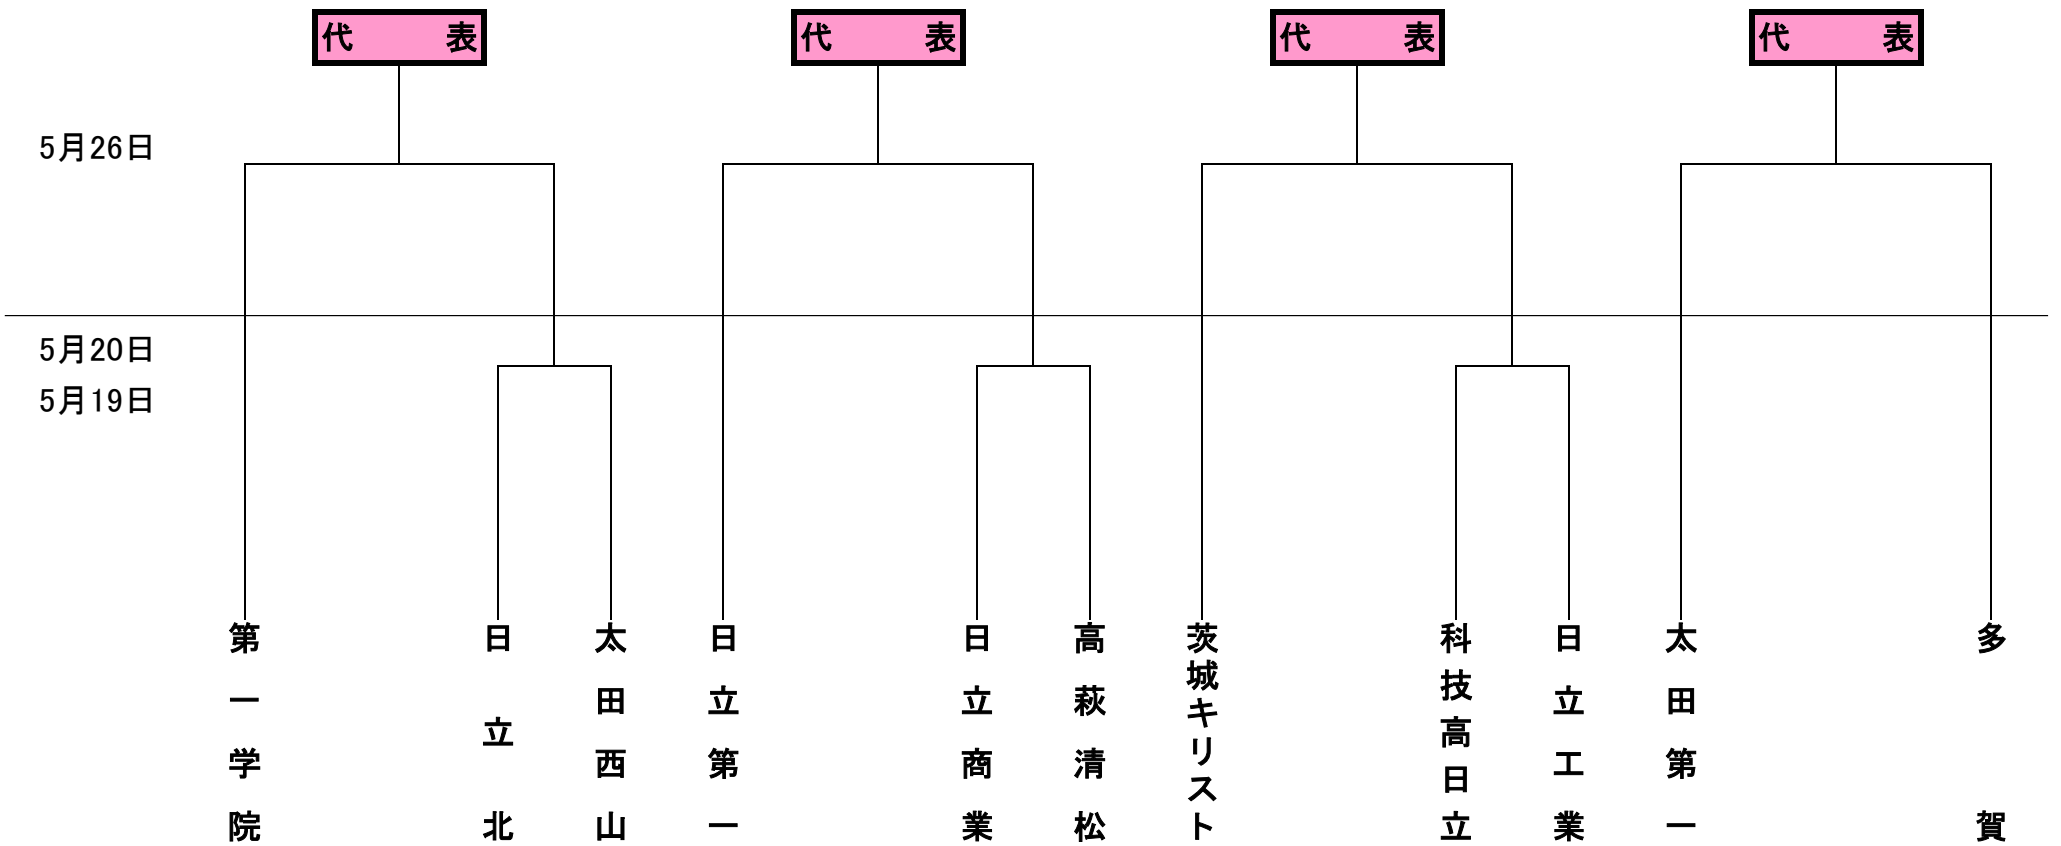 代表 代表 代表 代表
5月26日
5月20日
5月19日
第一学院
日立北
太田西山
日立第一
日立商業
高萩清松
茨城キリスト
科技高日立
日立工業
太田第一
多賀